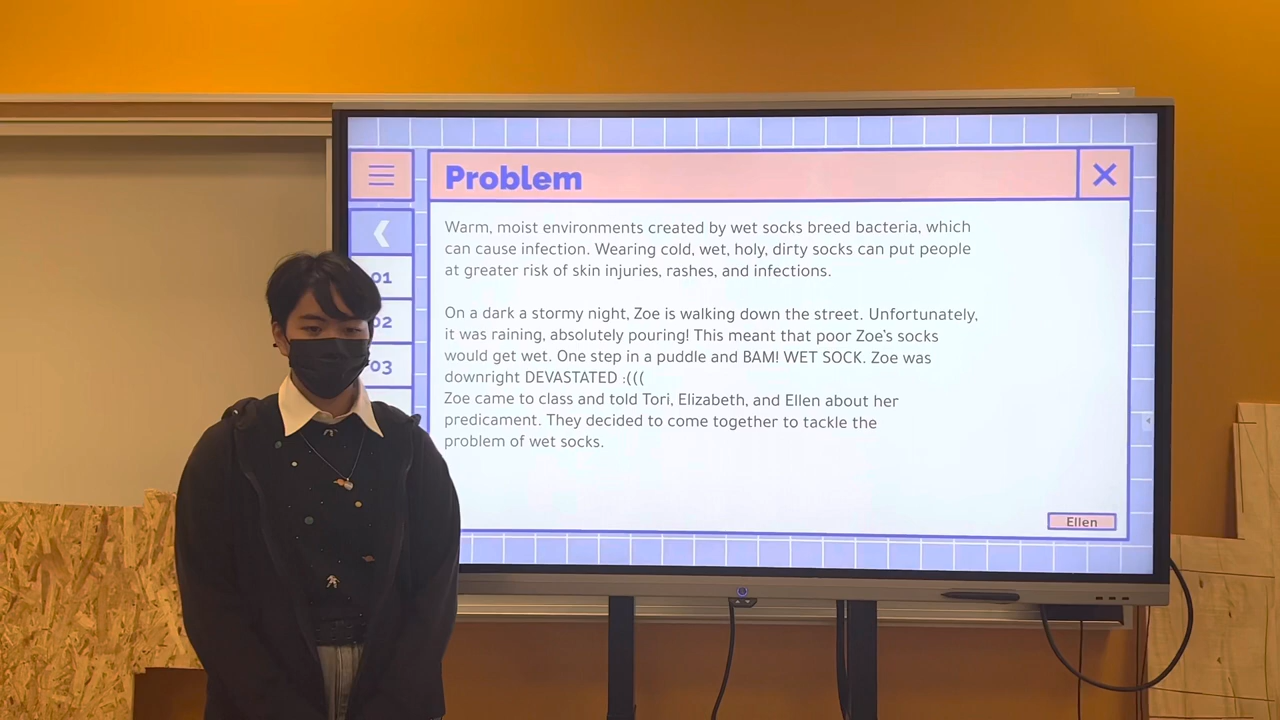 Problem
01
02
03
Warm, moist environments created by wet socks breed bacteria, which
can cause infection. Wearing cold, wet, holy, dirty socks can put people
at greater risk of skin injuries, rashes, and infections.
On a dark a stormy night, Zoe is walking down the street. Unfortunately,
it was raining, absolutely pouring! This meant that poor Zoe's socks
would get wet. One step in a puddle and BAM! WET SOCK. Zoe was
downright DEVASTATED :(((
Zoe came to class and told Tori, Elizabeth, and Ellen about her
predicament. They decided to come together to tackle the
problem of wet socks.
Ellen